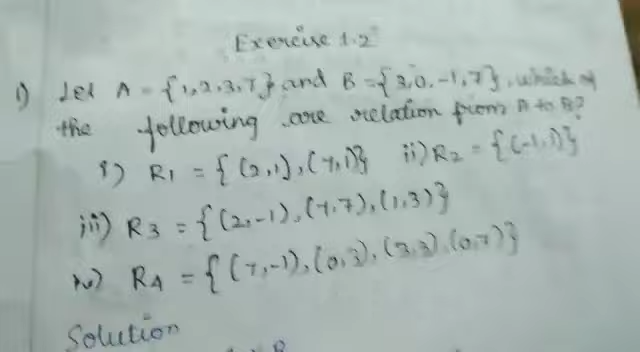 Exercise 1.2
1) Let A = {1,2,3,7} and B = {3,0,-1,7}, which of
the following are relation from A to B?
i) R1 = {(2,1),(7,1)} ii) R2 = {(-1,1)}
iii) R3 = {(2,-1),(7,7),(1,3)}
iv) R4 = {(7,-1),(0,3),(3,3),(0,7)}
Solution